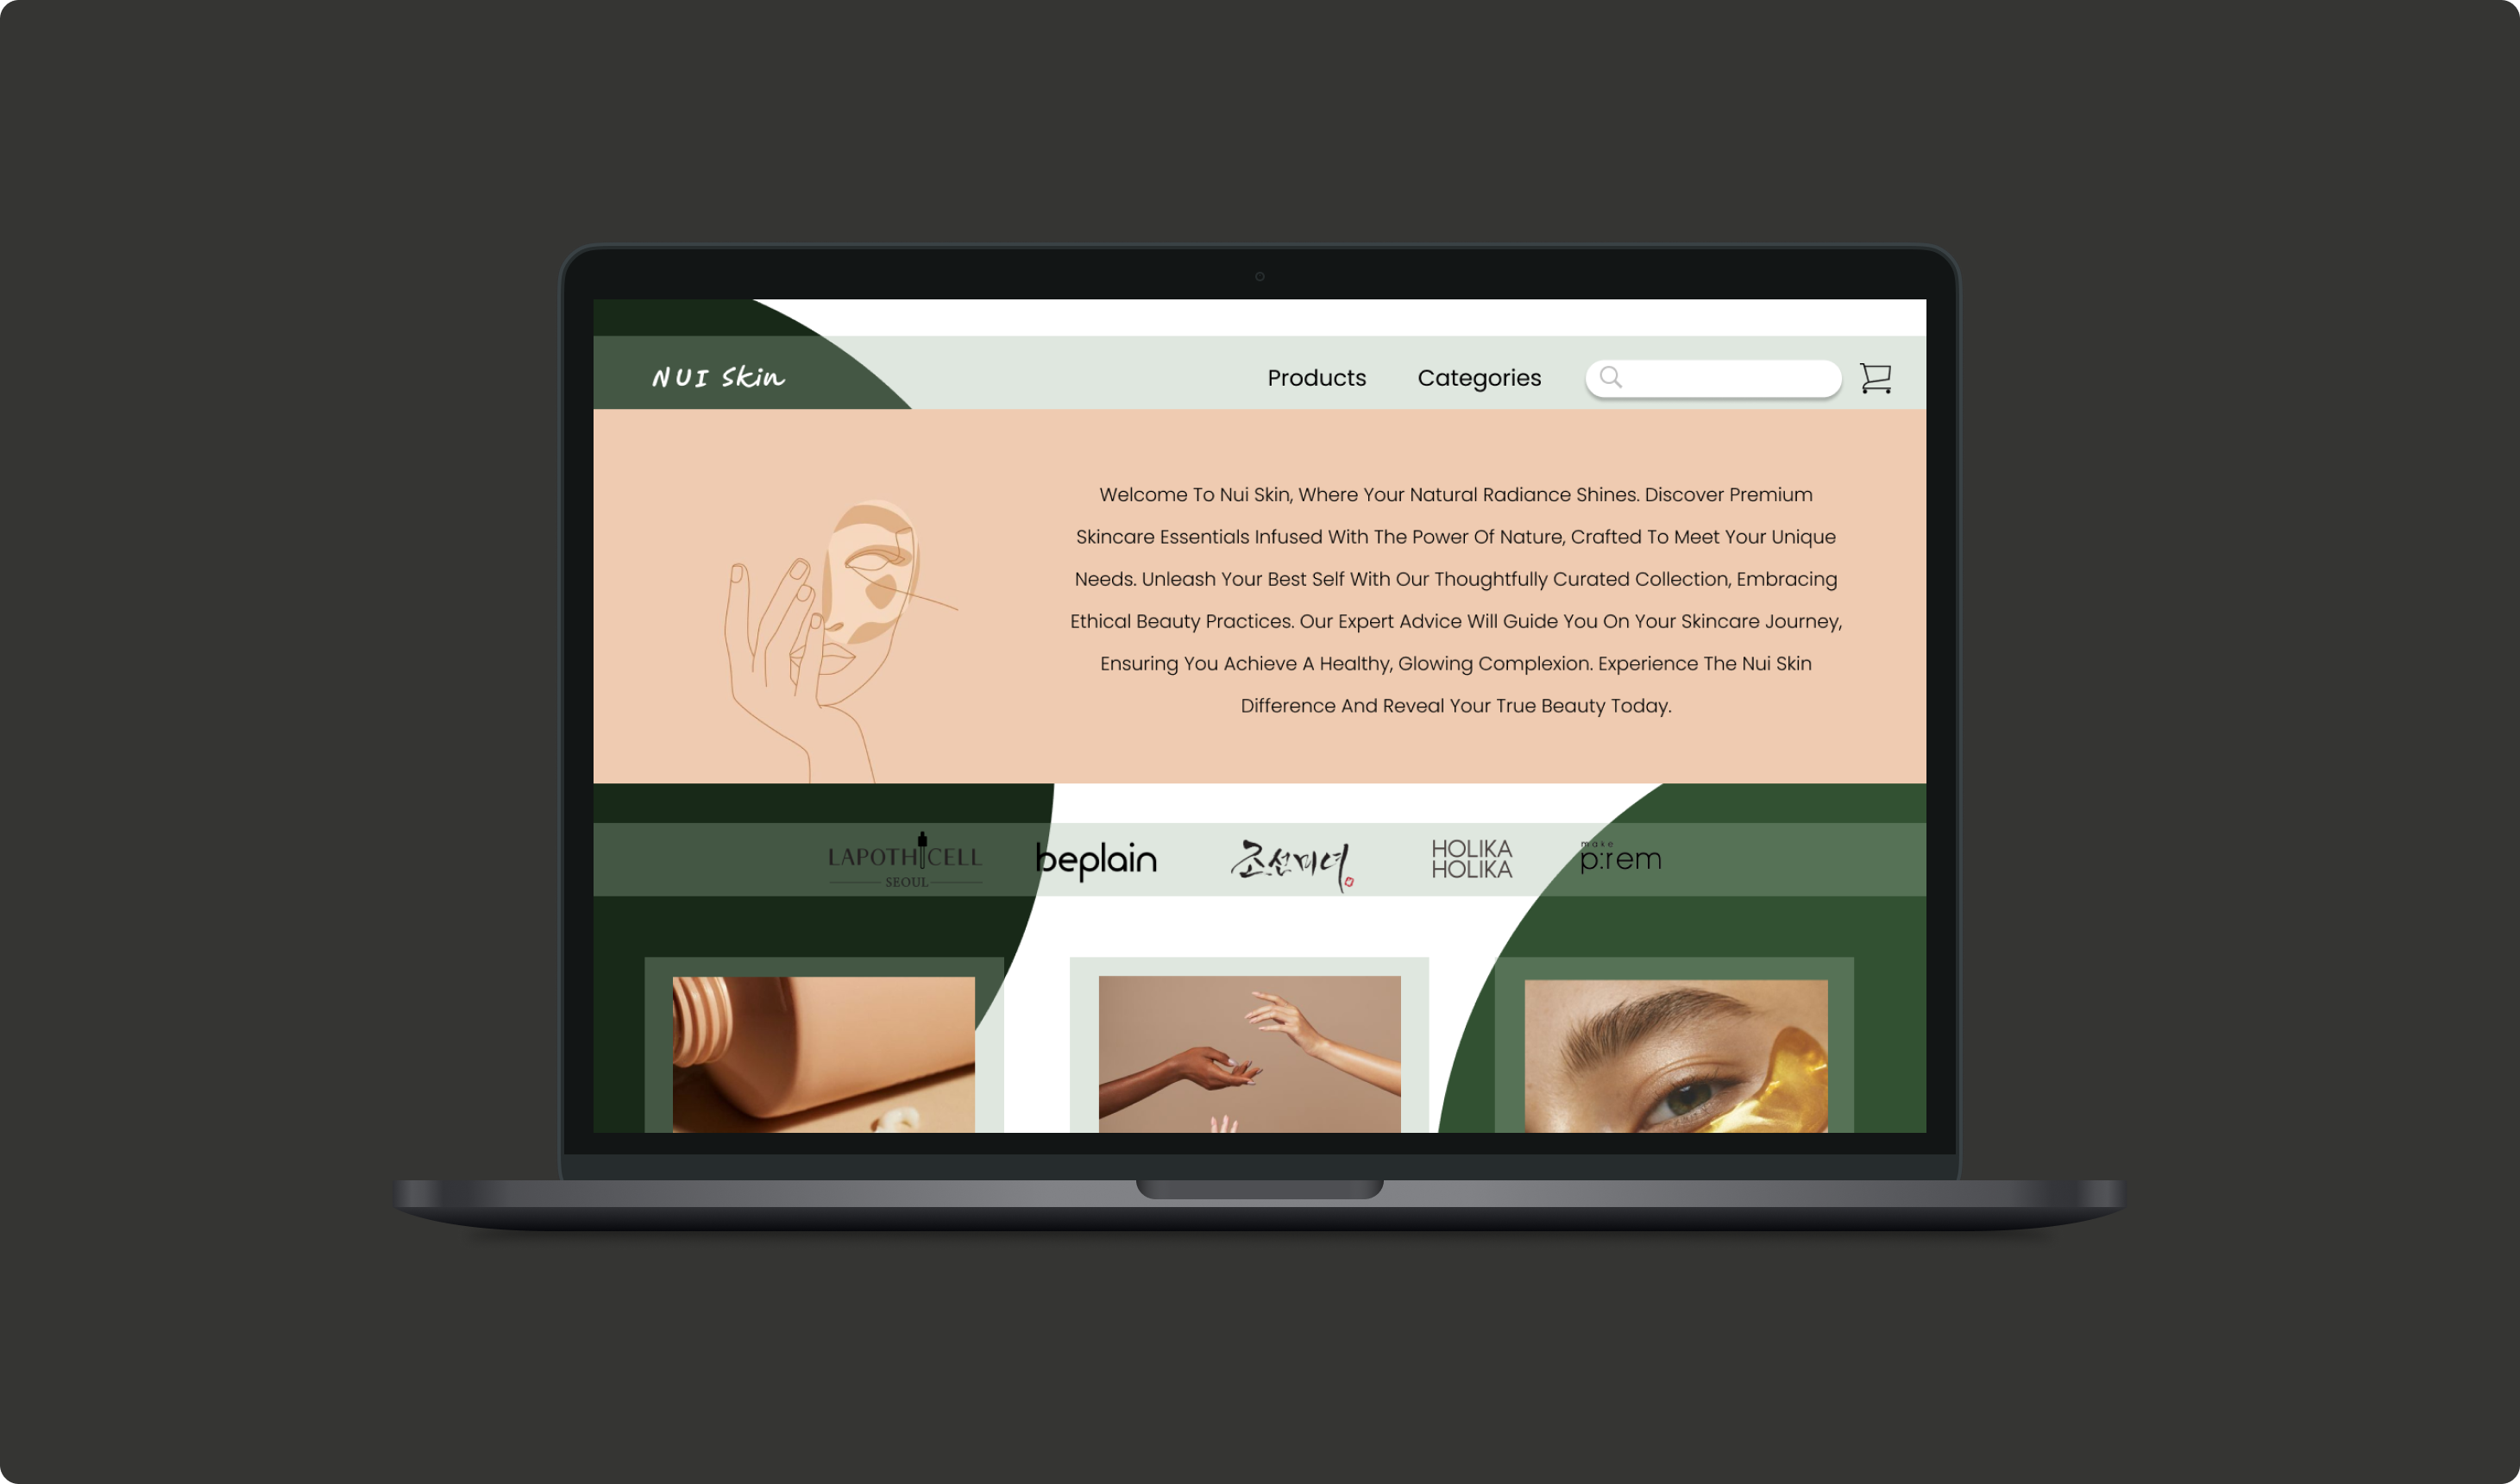 NUI Skin
Products
Categories
Welcome To Nui Skin, Where Your Natural Radiance Shines. Discover Premium
Skincare Essentials Infused With The Power Of Nature, Crafted To Meet Your Unique
Needs. Unleash Your Best Self With Our Thoughtfully Curated Collection, Embracing
Ethical Beauty Practices. Our Expert Advice Will Guide You On Your Skincare Journey,
Ensuring You Achieve A Healthy, Glowing Complexion. Experience The Nui Skin
Difference And Reveal Your True Beauty Today.
LAPOTHICELL
SEOUL
beplain
조선미녀
HOLIKA
HOLIKA
make
p:rem